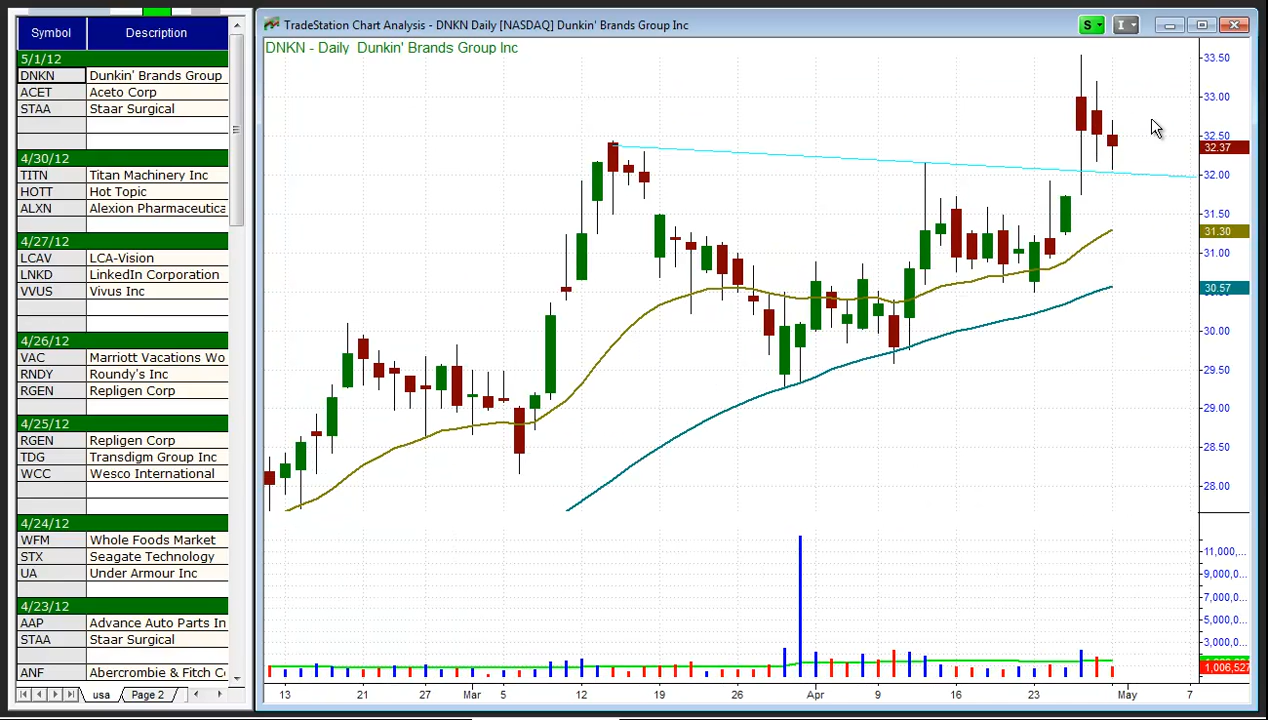 Symbol Description
5/1/12
DNKN Dunkin' Brands Group
ACET Aceto Corp
STAA Staar Surgical
4/30/12
TITN Titan Machinery Inc
HOTT Hot Topic
ALXN Alexion Pharmaceutica
4/27/12
LCAV LCA-Vision
LNKD LinkedIn Corporation
VVUS Vivus Inc
4/26/12
VAC Marriott Vacations Wo
RNDY Roundy's Inc
RGEN Repligen Corp
4/25/12
RGEN Repligen Corp
TDG Transdigm Group Inc
WCC Wesco International
4/24/12
WFM Whole Foods Market
STX Seagate Technology
UA Under Armour Inc
4/23/12
AAP Advance Auto Parts In
STAA Staar Surgical
ANF Abercrombie & Fitch C
usa Page 2
TradeStation Chart Analysis - DNKN Daily [NASDAQ] Dunkin' Brands Group Inc
S I
DNKN - Daily Dunkin' Brands Group Inc
33.50
33.00
32.50
32.37
32.00
31.50
31.30
31.00
30.57
30.00
29.50
29.00
28.50
28.00
11,000,...
9,000,0...
7,000,0...
5,000,0...
3,000,0...
1,006,527
13 21 27 Mar 5 12 19 26 Apr 9 16 23 May 7